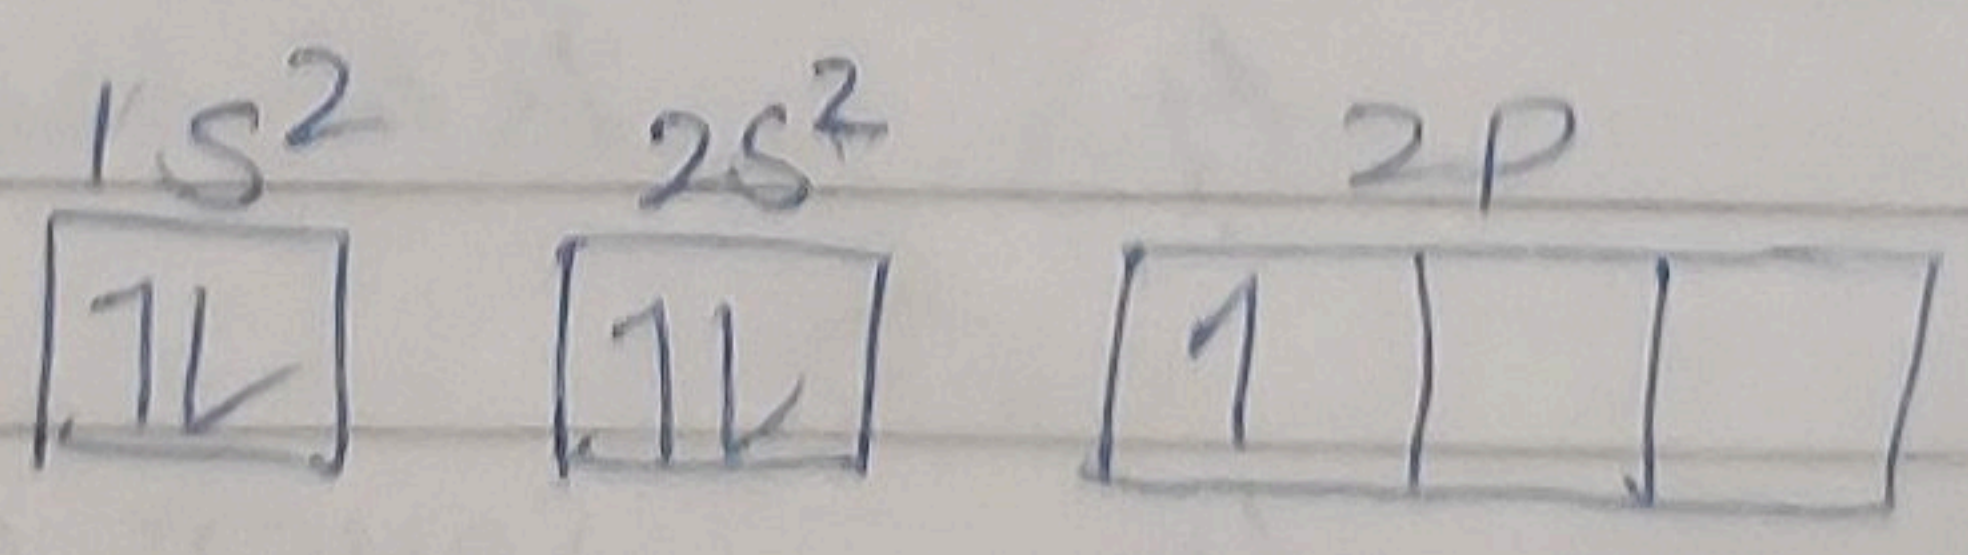 1s² 2s² 2p
↿⇂ ↿⇂ ↿